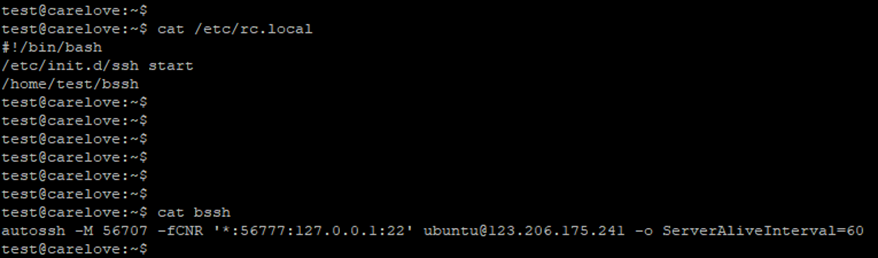 test@carelove:~$
test@carelove:~$ cat /etc/rc.local
#!/bin/bash
/etc/init.d/ssh start
/home/test/bssh
test@carelove:~$
test@carelove:~$
test@carelove:~$
test@carelove:~$
test@carelove:~$
test@carelove:~$
test@carelove:~$ cat bssh
autossh -M 56707 -fCNR '*:56777:127.0.0.1:22' ubuntu@123.206.175.241 -o ServerAliveInterval=60
test@carelove:~$